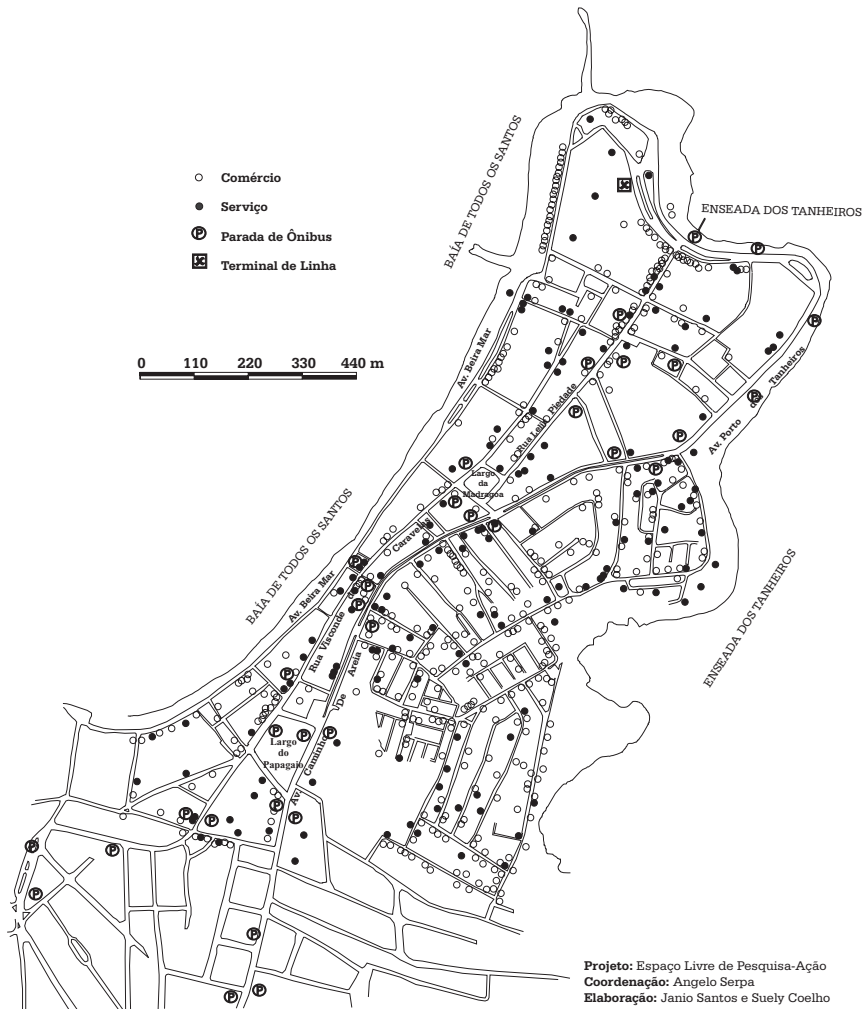 BAÍA DE TODOS OS SANTOS
Comércio
Serviço
P Parada de Ônibus
Terminal de Linha
ENSEADA DOS TANHEIROS
0 110 220 330 440 m
Av. Beira Mar
Rua Lelis Piedade
Av. Porto dos Tanheiros
Largo
da
Madragoa
Caravelas
BAÍA DE TODOS OS SANTOS
Av. Beira Mar
Rua Visconde de
ENSEADA DOS TANHEIROS
Av. Caminho De Areia
Largo
do
Papagaio
Projeto: Espaço Livre de Pesquisa-Ação
Coordenação: Angelo Serpa
Elaboração: Janio Santos e Suely Coelho